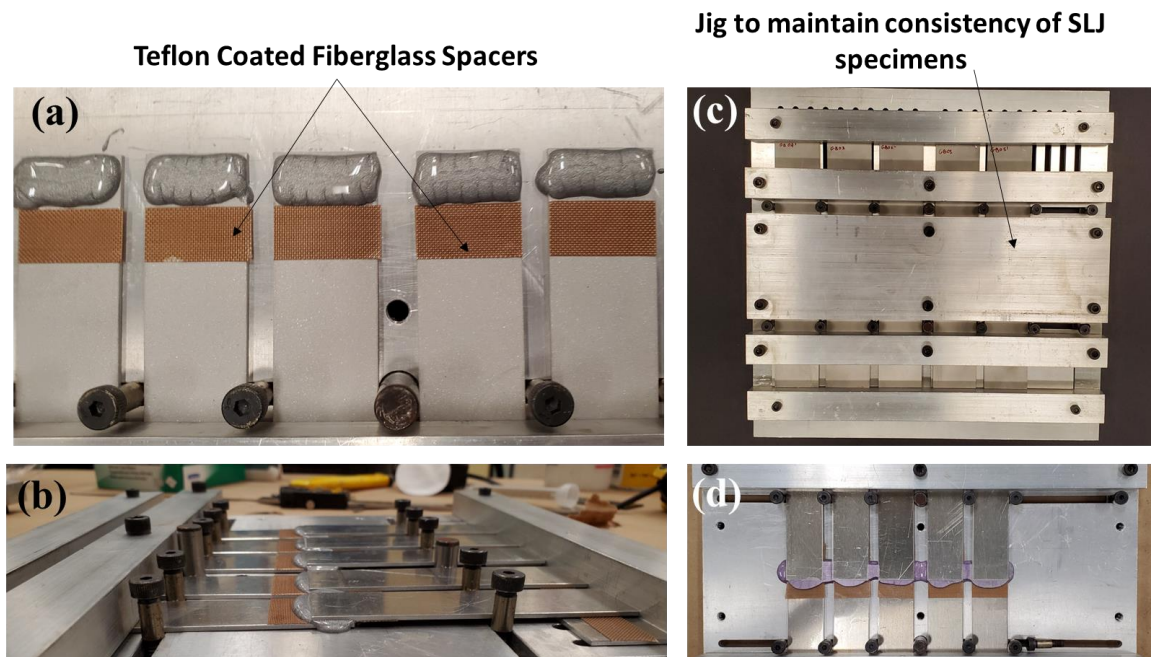 Teflon Coated Fiberglass Spacers
Jig to maintain consistency of SLJ
specimens
(a)
(c)
(b)
(d)